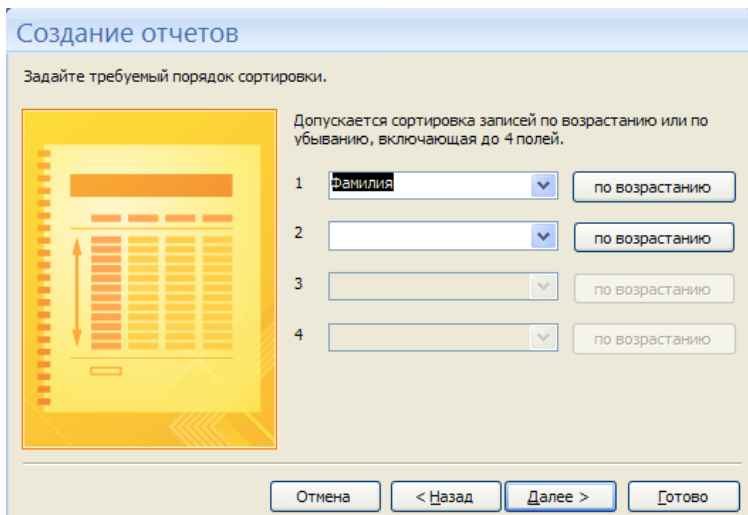 Создание отчетов
Задайте требуемый порядок сортировки.
Допускается сортировка записей по возрастанию или по
убыванию, включающая до 4 полей.
1 Фамилия по возрастанию
2 по возрастанию
3 по возрастанию
4 по возрастанию
Отмена < Назад Далее > Готово